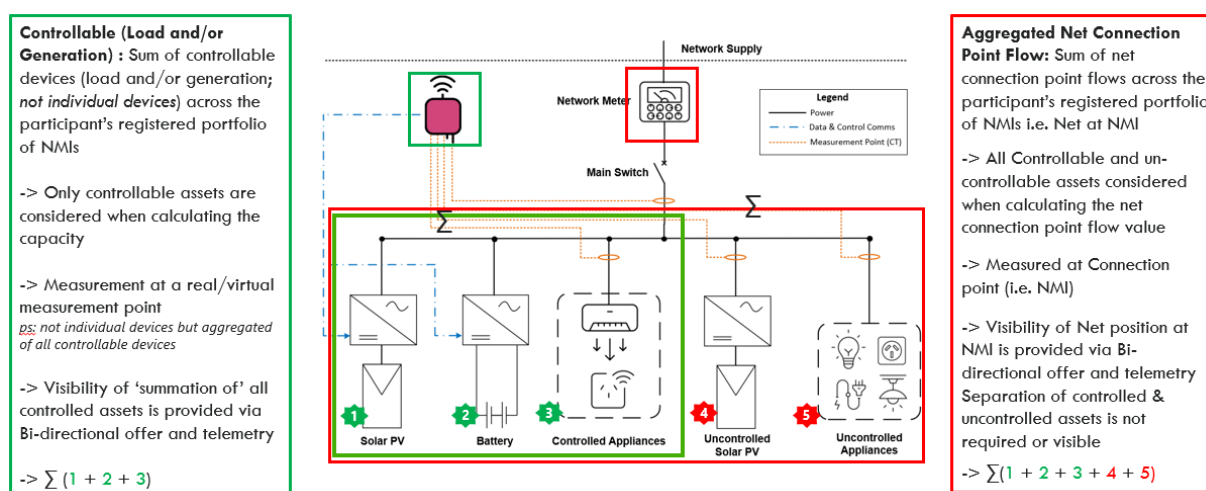 Controllable (Load and/or
Generation) : Sum of controllable
devices (load and/or generation;
not individual devices) across the
participant's registered portfolio
of NMIs
-> Only controllable assets are
considered when calculating the
capacity
-> Measurement at a real/virtual
measurement point
ps: not individual devices but aggregated
of all controllable devices
-> Visibility of 'summation of' all
controlled assets is provided via
Bi-directional offer and telemetry
-> ∑ (1 + 2 + 3)
Network Supply
Network Meter
Legend
Power
Data & Control Comms
Measurement Point (CT)
Main Switch
∑
∑
1
2
3
4
5
Solar PV
Battery
Controlled Appliances
Uncontrolled
Solar PV
Uncontrolled
Appliances
Aggregated Net Connection
Point Flow: Sum of net
connection point flows across the
participant's registered portfolio
of NMIs i.e. Net at NMI
-> All Controllable and un-
controllable assets considered
when calculating the net
connection point flow value
-> Measured at Connection
point (i.e. NMI)
-> Visibility of Net position at
NMI is provided via Bi-
directional offer and telemetry
Separation of controlled &
uncontrolled assets is not
required or visible
-> ∑(1 + 2 + 3 + 4 + 5)